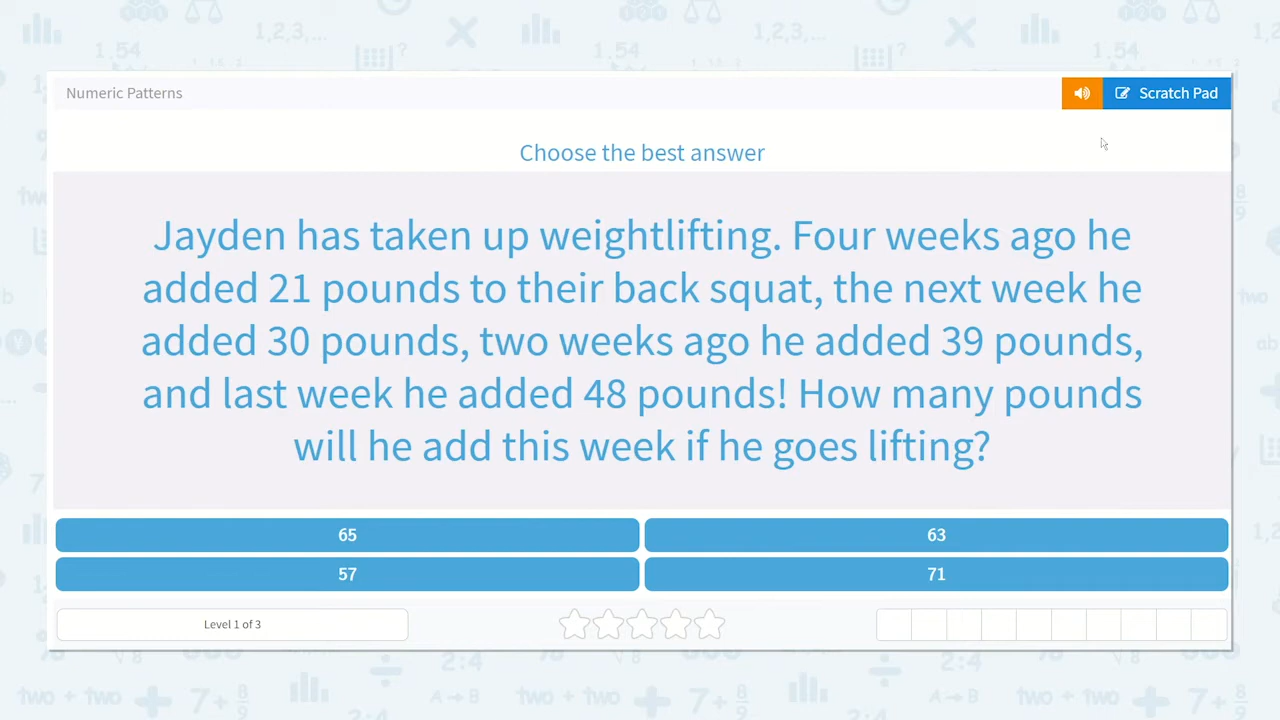 Numeric Patterns
Scratch Pad
Choose the best answer
Jayden has taken up weightlifting. Four weeks ago he
added 21 pounds to their back squat, the next week he
added 30 pounds, two weeks ago he added 39 pounds,
and last week he added 48 pounds! How many pounds
will he add this week if he goes lifting?
65
63
57
71
Level 1 of 3